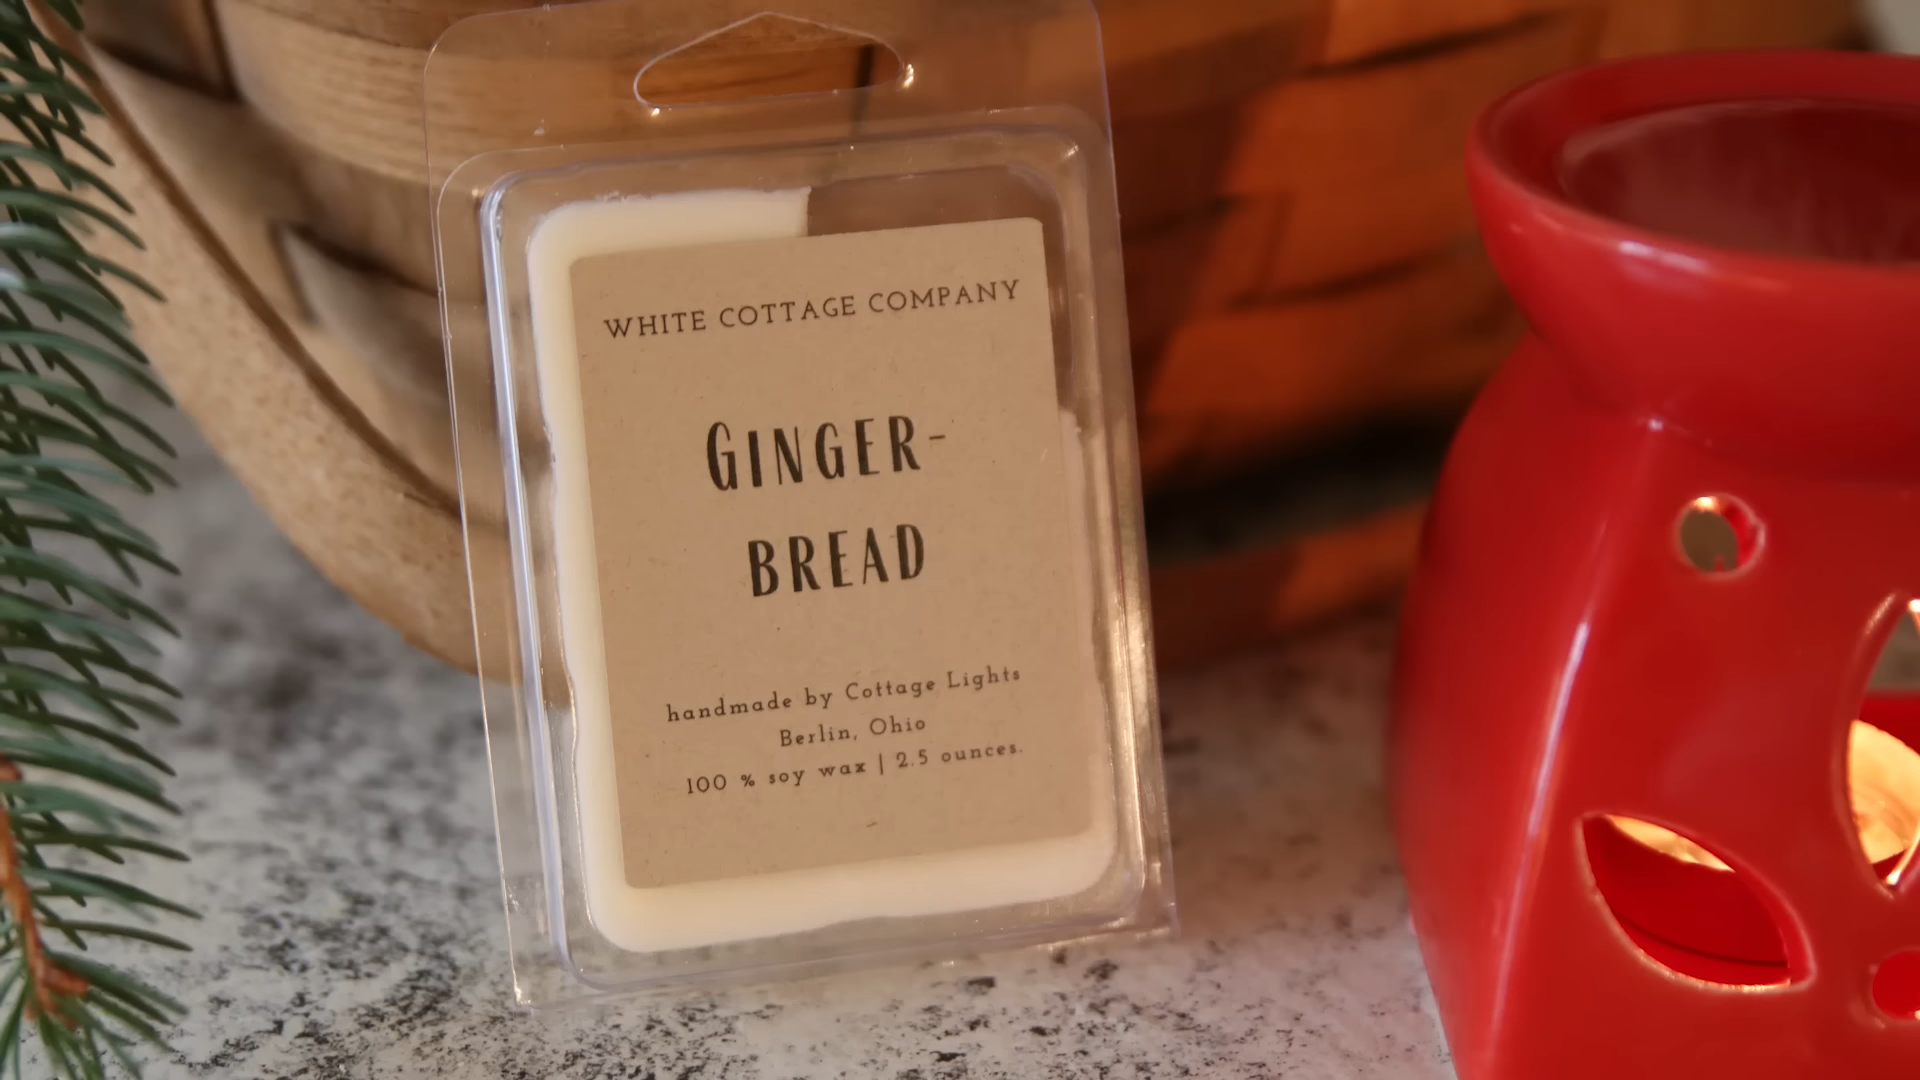 WHITE COTTAGE COMPANY
GINGER-
BREAD
handmade by Cottage Lights
Berlin, Ohio
100 % soy wax | 2.5 ounces.